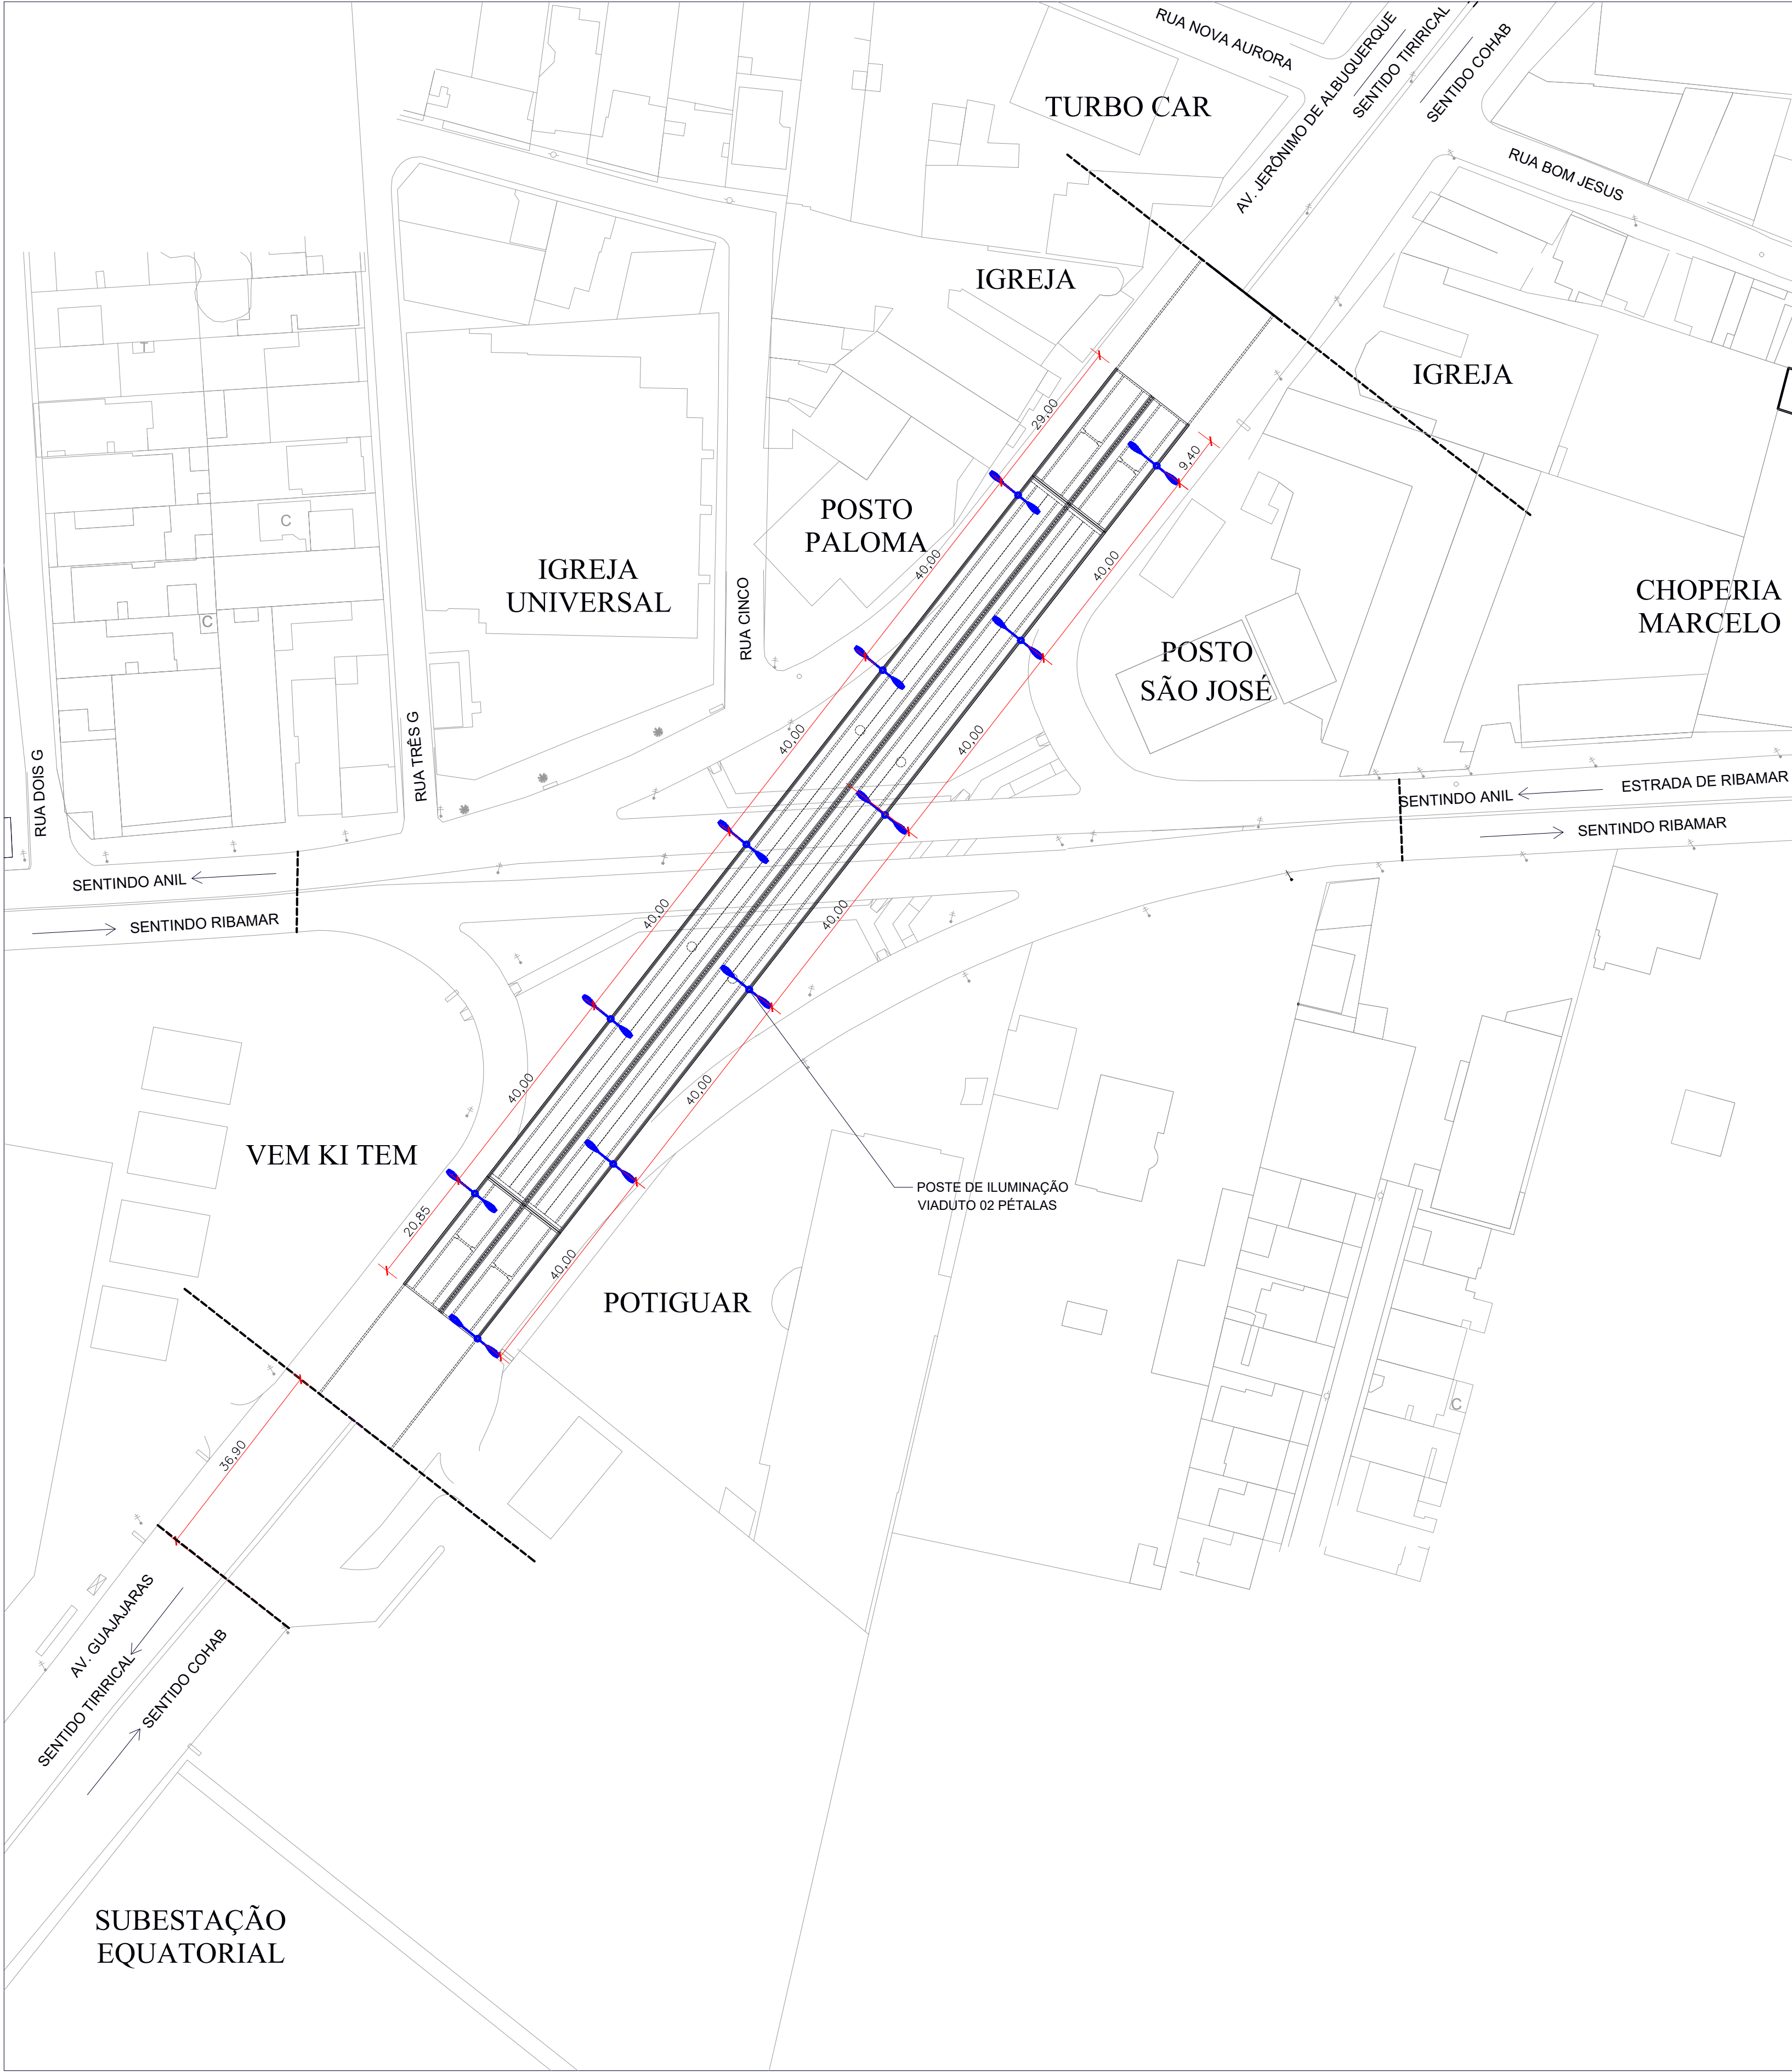 RUA NOVA AURORA
AV. JERÔNIMO DE ALBUQUERQUE
SENTIDO TIRIRICAL
SENTIDO COHAB
TURBO CAR
RUA BOM JESUS
IGREJA
IGREJA
29,00
9,40
POSTO
PALOMA
40,00
40,00
C
IGREJA
UNIVERSAL
RUA CINCO
CHOPERIA
MARCELO
C
POSTO
SÃO JOSÉ
40,00
40,00
RUA DOIS G
RUA TRÊS G
SENTINDO ANIL
ESTRADA DE RIBAMAR
SENTINDO RIBAMAR
SENTINDO ANIL
SENTINDO RIBAMAR
40,00
40,00
40,00
40,00
VEM KI TEM
POSTE DE ILUMINAÇÃO
VIADUTO 02 PÉTALAS
20,85
40,00
POTIGUAR
C
36,90
AV. GUAJAJARAS
SENTIDO TIRIRICAL
SENTIDO COHAB
SUBESTAÇÃO
EQUATORIAL